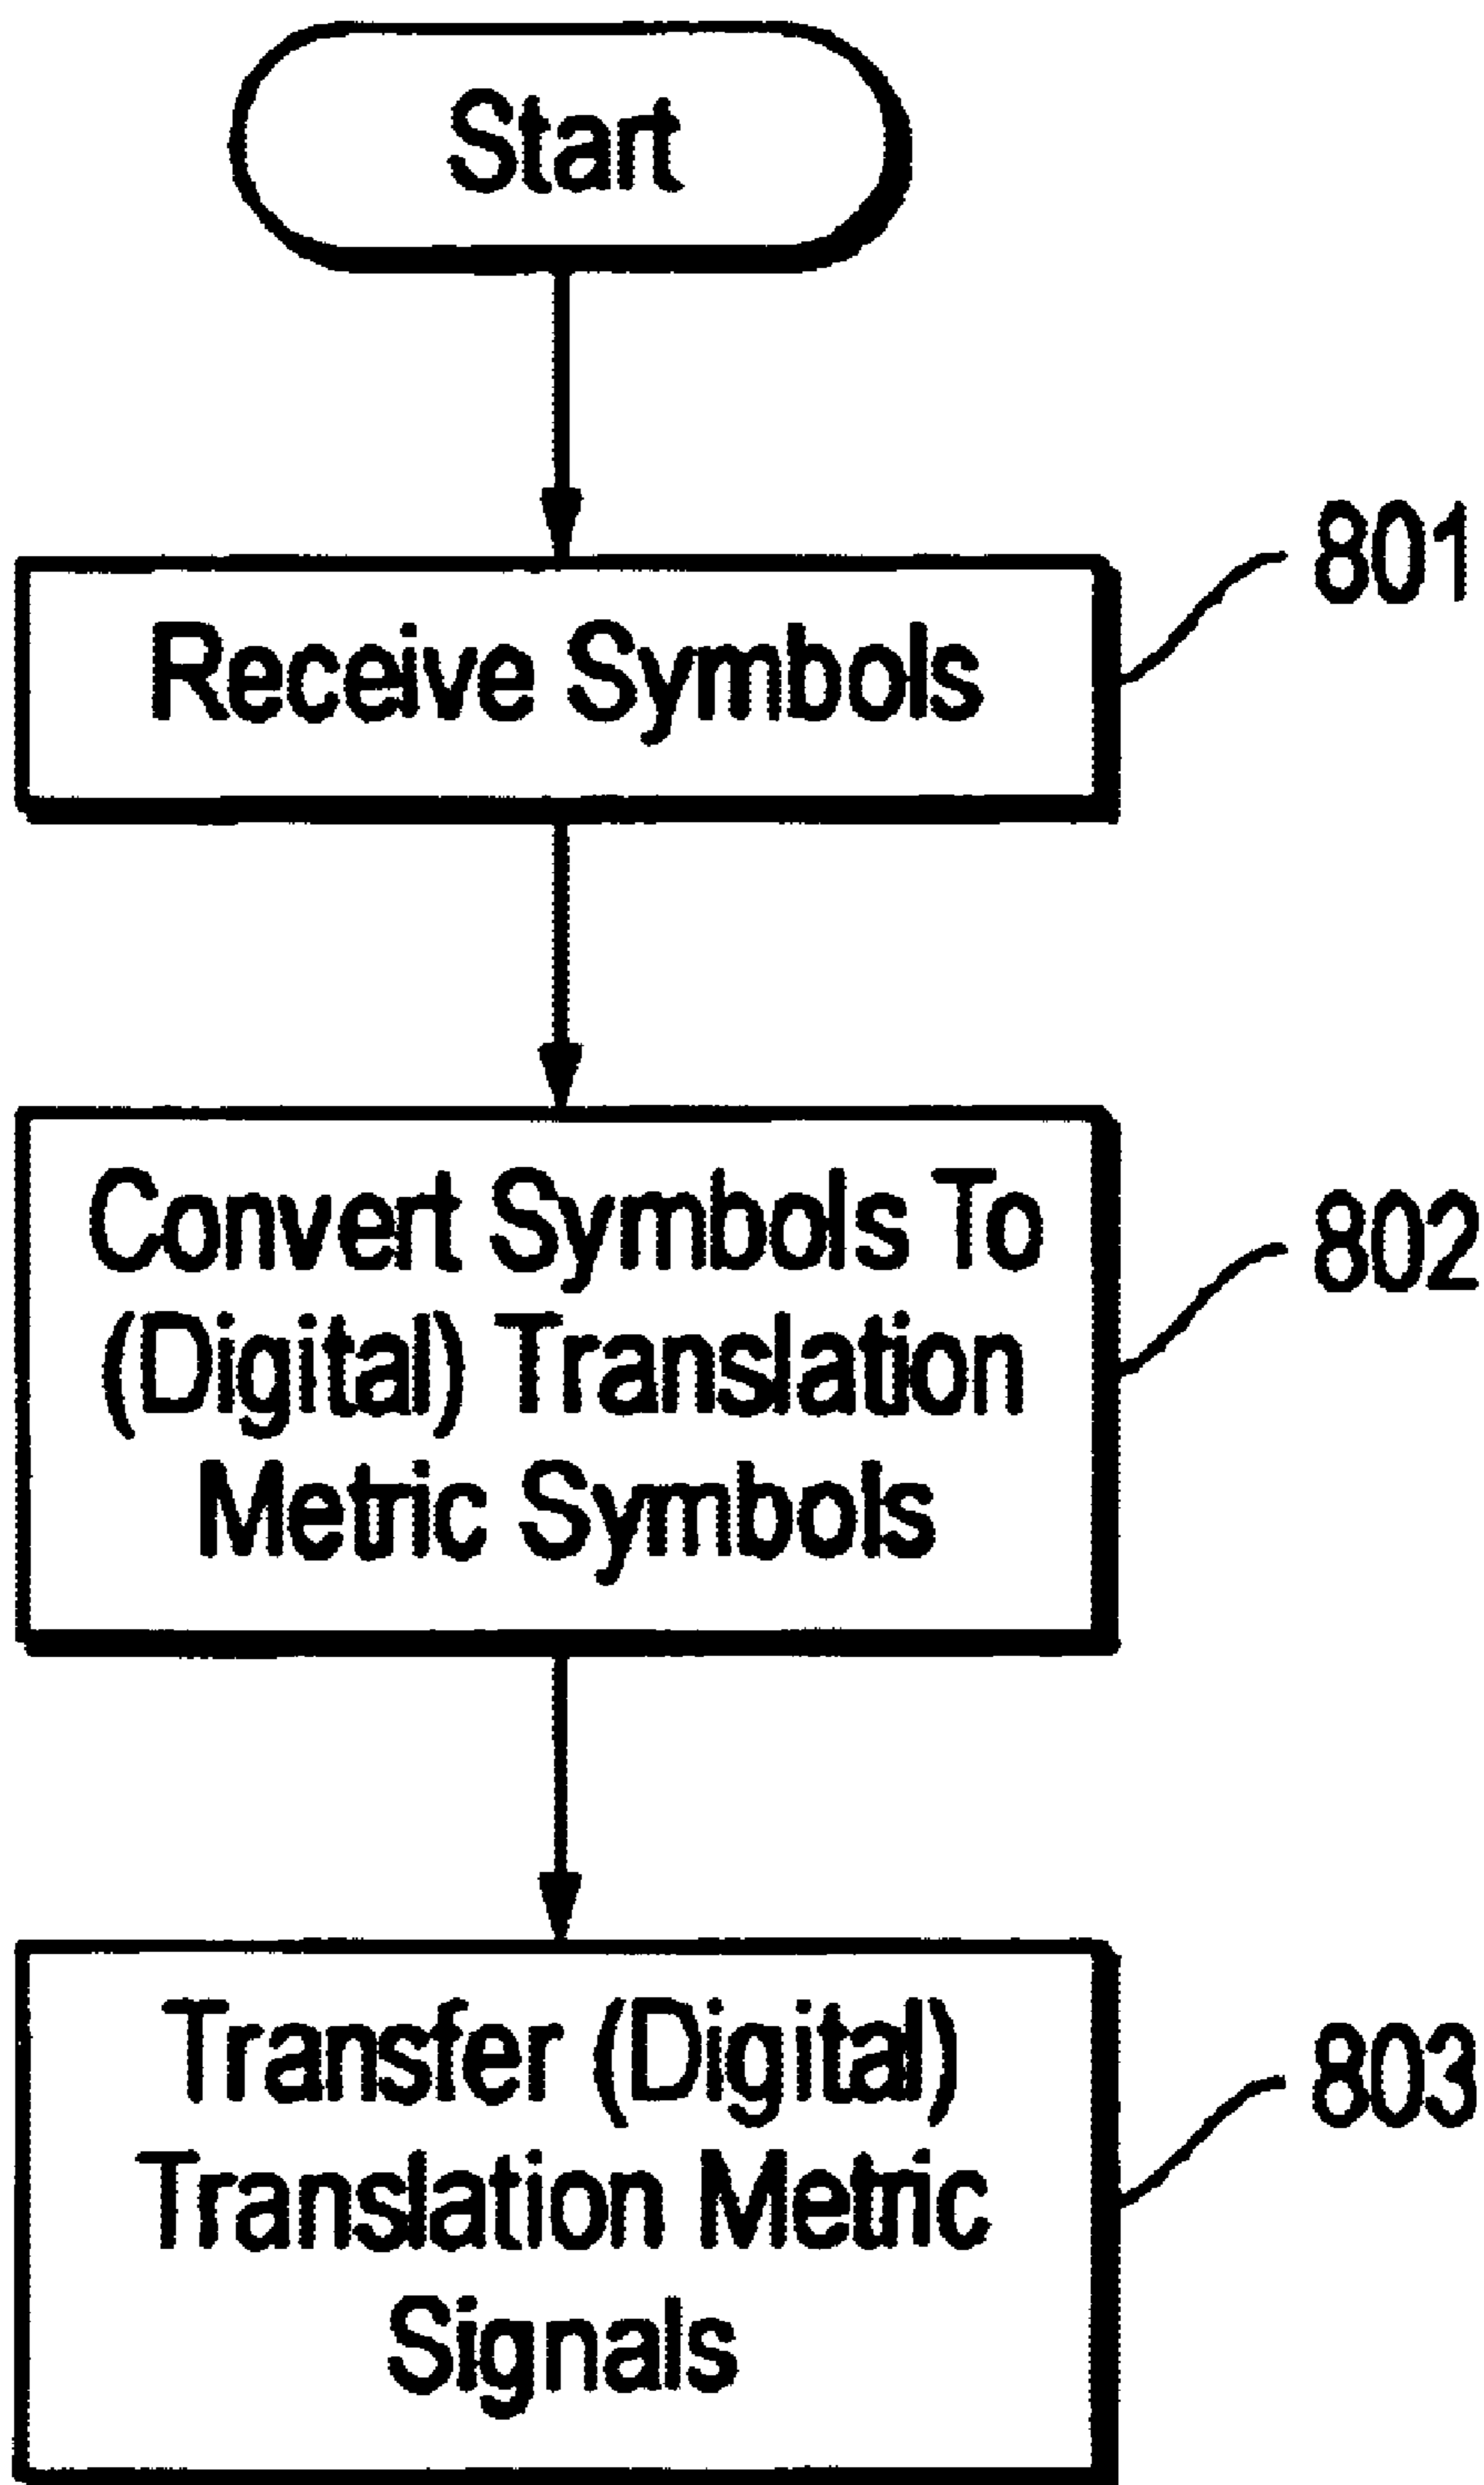 Start
801
Receive Symbols
802
Convert Symbols To
(Digital) Translation
Metric Symbols
803
Transfer (Digital)
Translation Metric
Signals